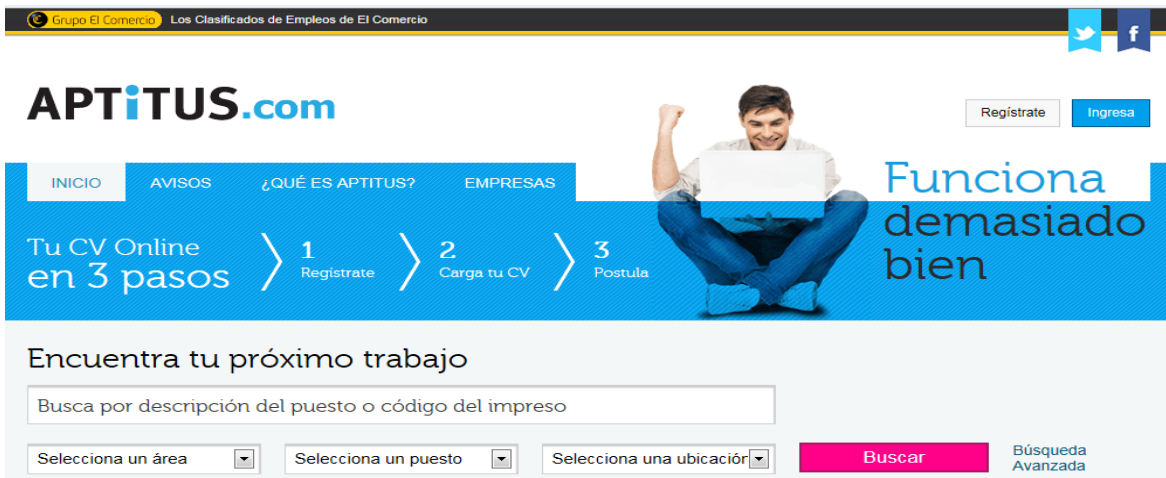 Grupo El Comercio Los Clasificados de Empleos de El Comercio
f
APTiTUS.com
Regístrate Ingresa
INICIO AVISOS ¿QUÉ ES APTITUS? EMPRESAS
Funciona
demasiado
bien
Tu CV Online
en 3 pasos
1
Regístrate
2
Carga tu CV
3
Postula
Encuentra tu próximo trabajo
Busca por descripción del puesto o código del impreso
Selecciona un área Selecciona un puesto Selecciona una ubicación Buscar Búsqueda
Avanzada